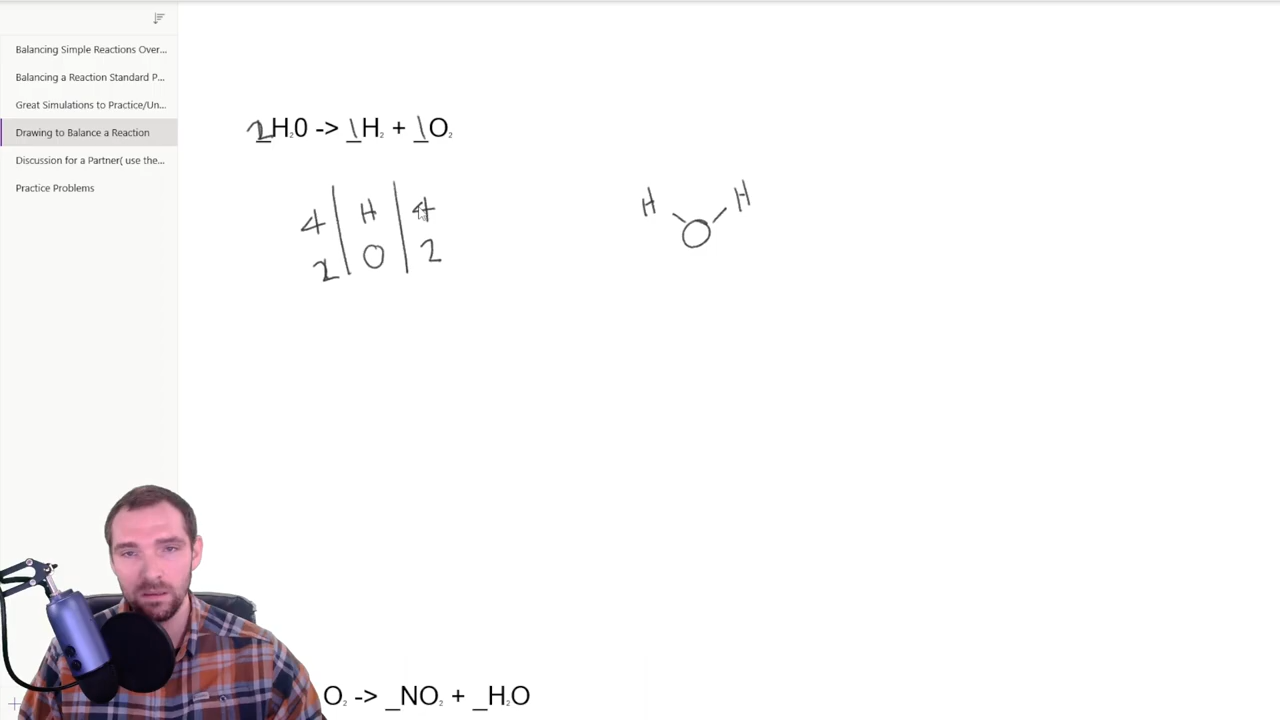 Balancing Simple Reactions Over...
Balancing a Reaction Standard P...
Great Simulations to Practice/Un...
Drawing to Balance a Reaction
Discussion for a Partner( use the...
Practice Problems
2H₂0 -> 1H₂ + 1O₂
4 | H | 4
2 | O | 2
H H
O
O₂ -> _NO₂ + _H₂O